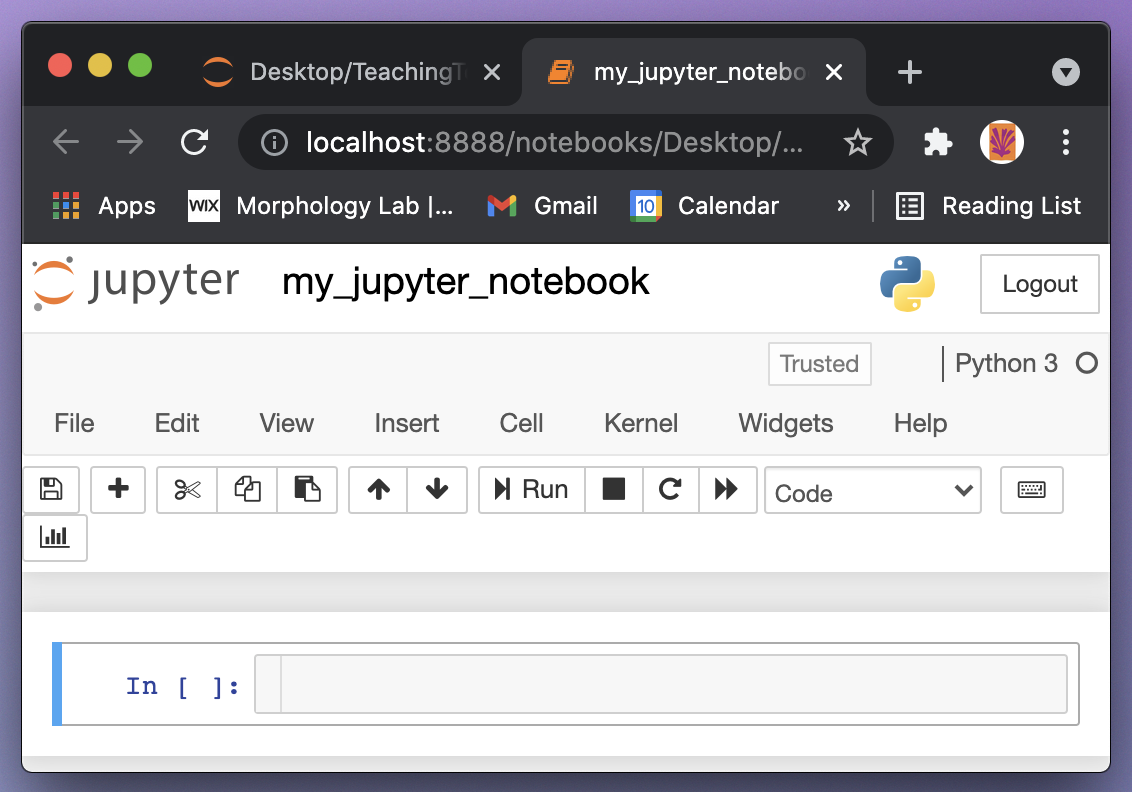 Desktop/TeachingT my_jupyter_notebo
localhost:8888/notebooks/Desktop/...
Apps WIX Morphology Lab |... 10 Gmail Calendar » Reading List
jupyter my_jupyter_notebook Logout
Trusted Python 3
File Edit View Insert Cell Kernel Widgets Help
Run Code
In [ ]: